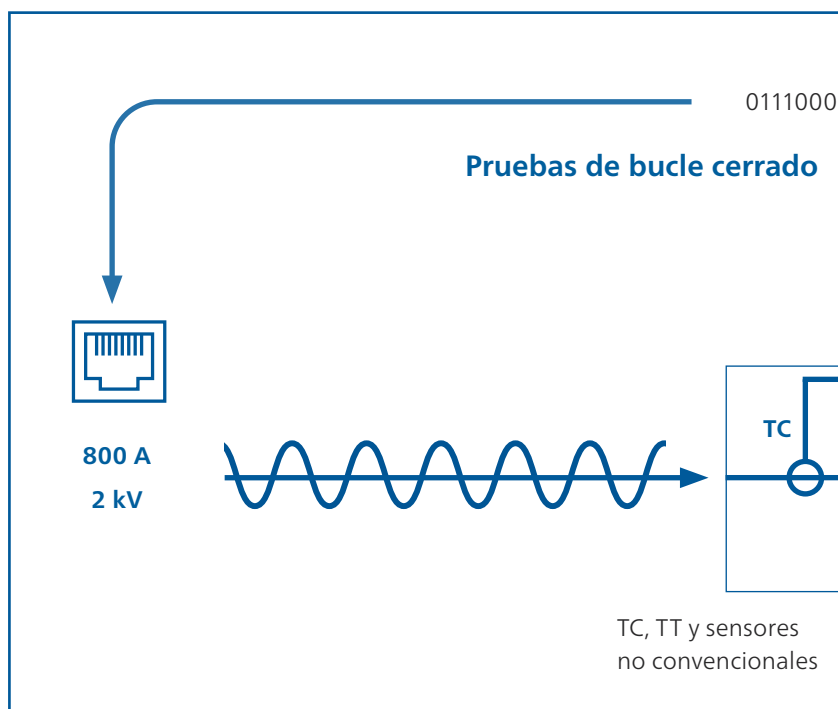 0111000
Pruebas de bucle cerrado
800 A
2 kV
TC
TC, TT y sensores
no convencionales